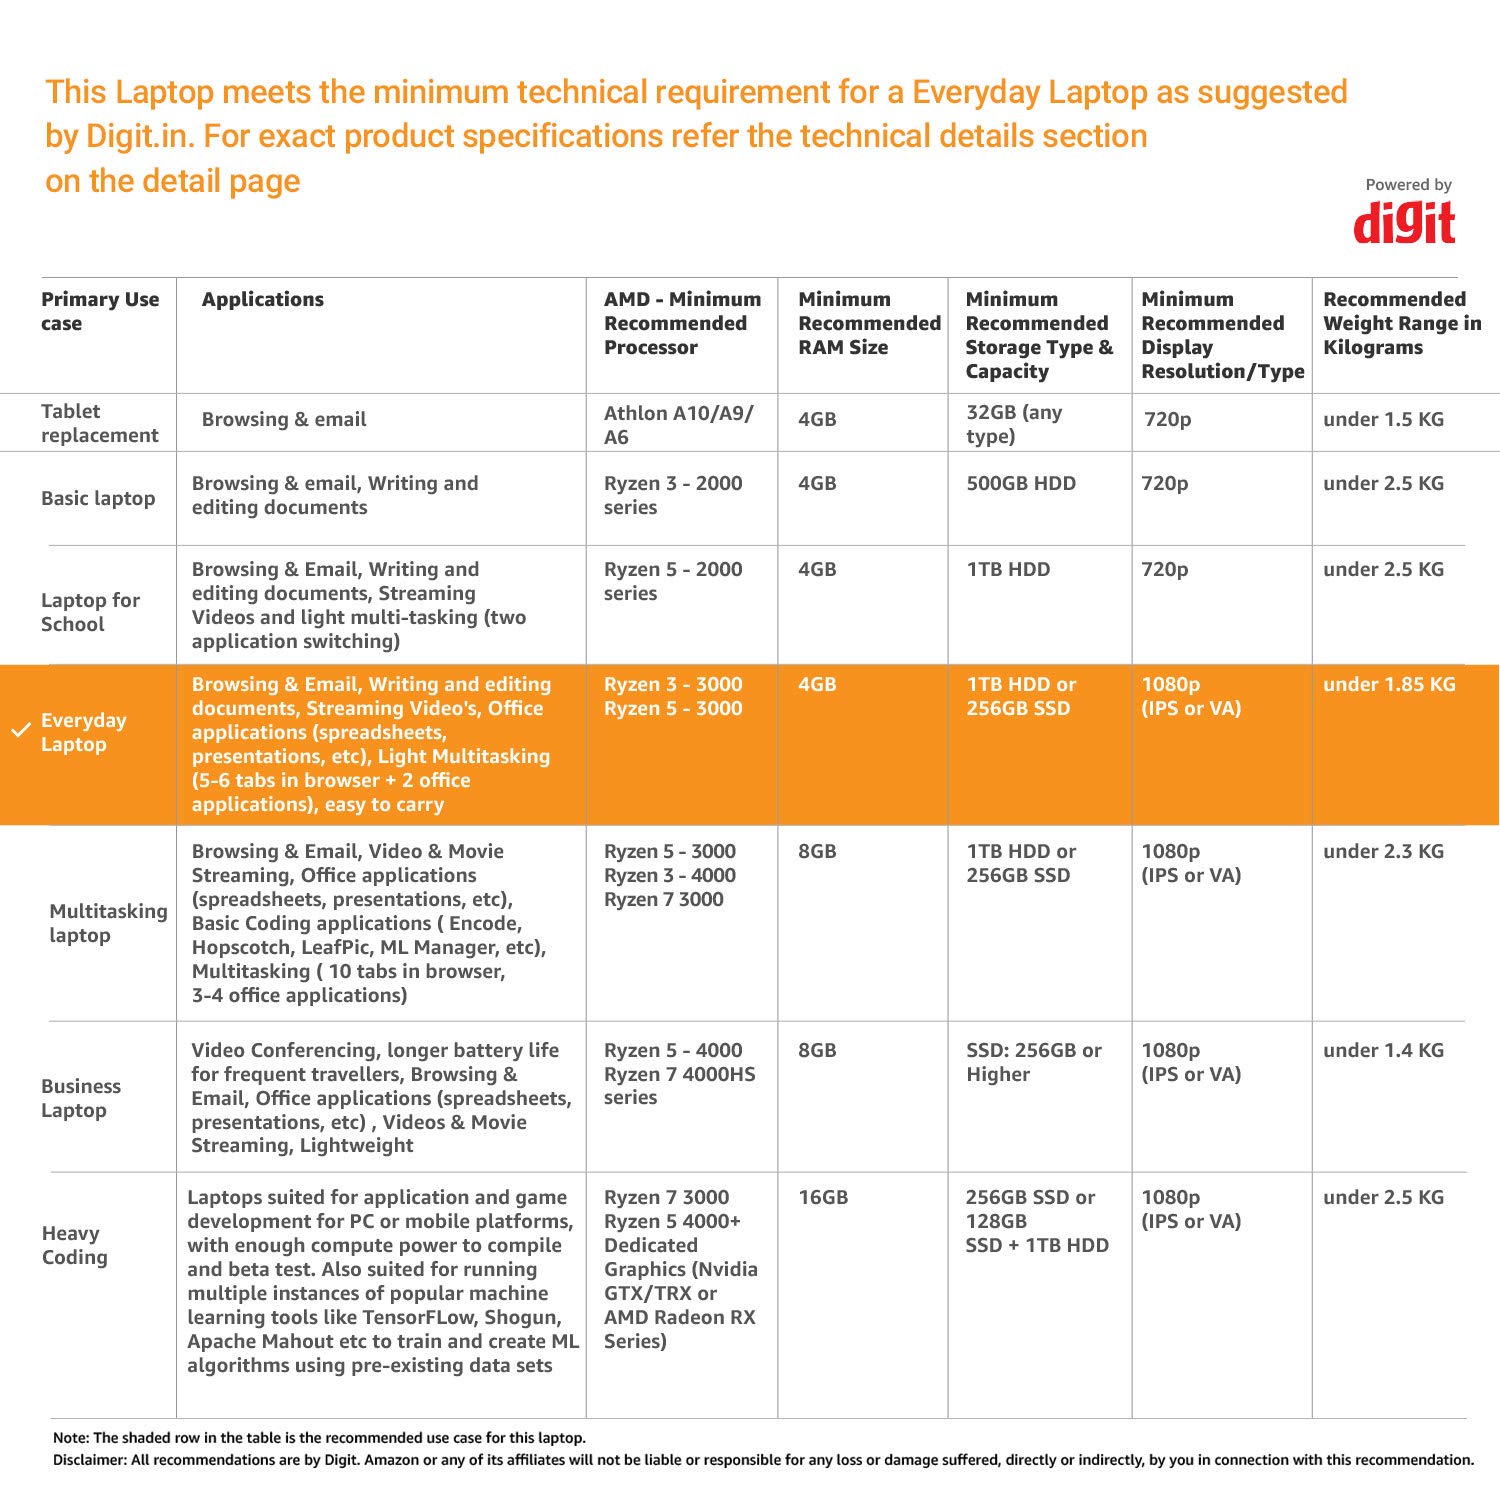 This Laptop meets the minimum technical requirement for a Everyday Laptop as suggested
by Digit.in. For exact product specifications refer the technical details section
on the detail page
Powered by
digit
Primary Use
case
Applications
AMD - Minimum
Recommended
Processor
Minimum
Recommended
RAM Size
Minimum
Recommended
Storage Type &
Capacity
Minimum
Recommended
Display
Resolution/Type
Recommended
Weight Range in
Kilograms
Tablet
replacement
Browsing & email
Athlon A10/A9/
A6
4GB
32GB (any
type)
720p
under 1.5 KG
Basic laptop
Browsing & email, Writing and
editing documents
Ryzen 3 - 2000
series
4GB
500GB HDD
720p
under 2.5 KG
Laptop for
School
Browsing & Email, Writing and
editing documents, Streaming
Videos and light multi-tasking (two
application switching)
Ryzen 5 - 2000
series
4GB
1TB HDD
720p
under 2.5 KG
Everyday
Laptop
Browsing & Email, Writing and editing
documents, Streaming Video's, Office
applications (spreadsheets,
presentations, etc), Light Multitasking
(5-6 tabs in browser + 2 office
applications), easy to carry
Ryzen 3 - 3000
Ryzen 5 - 3000
4GB
1TB HDD or
256GB SSD
1080p
(IPS or VA)
under 1.85 KG
Multitasking
laptop
Browsing & Email, Video & Movie
Streaming, Office applications
(spreadsheets, presentations, etc),
Basic Coding applications ( Encode,
Hopscotch, LeafPic, ML Manager, etc),
Multitasking ( 10 tabs in browser,
3-4 office applications)
Ryzen 5 - 3000
Ryzen 3 - 4000
Ryzen 7 3000
8GB
1TB HDD or
256GB SSD
1080p
(IPS or VA)
under 2.3 KG
Business
Laptop
Video Conferencing, longer battery life
for frequent travellers, Browsing &
Email, Office applications (spreadsheets,
presentations, etc) , Videos & Movie
Streaming, Lightweight
Ryzen 5 - 4000
Ryzen 7 4000HS
series
8GB
SSD: 256GB or
Higher
1080p
(IPS or VA)
under 1.4 KG
Heavy
Coding
Laptops suited for application and game
development for PC or mobile platforms,
with enough compute power to compile
and beta test. Also suited for running
multiple instances of popular machine
learning tools like TensorFLow, Shogun,
Apache Mahout etc to train and create ML
algorithms using pre-existing data sets
Ryzen 7 3000
Ryzen 5 4000+
Dedicated
Graphics (Nvidia
GTX/TRX or
AMD Radeon RX
Series)
16GB
256GB SSD or
128GB
SSD + 1TB HDD
1080p
(IPS or VA)
under 2.5 KG
Note: The shaded row in the table is the recommended use case for this laptop.
Disclaimer: All recommendations are by Digit. Amazon or any of its affiliates will not be liable or responsible for any loss or damage suffered, directly or indirectly, by you in connection with this recommendation.